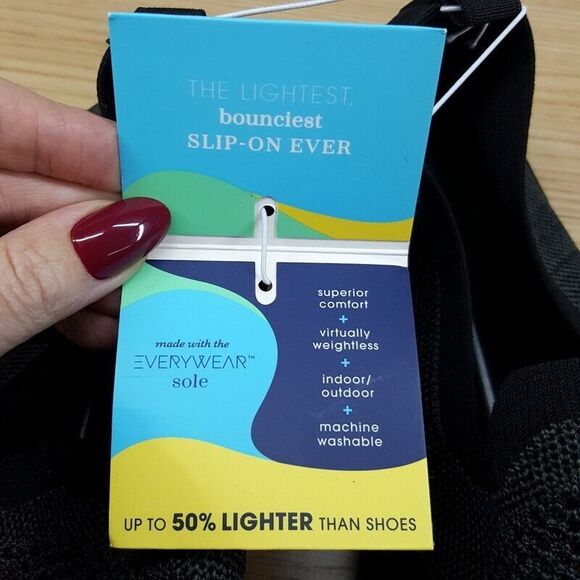 THE LIGHTEST,
bounciest
SLIP-ON EVER
made with the
EVERYWEAR™
sole
superior
comfort
+
virtually
weightless
+
indoor/
outdoor
+
machine
washable
UP TO 50% LIGHTER THAN SHOES